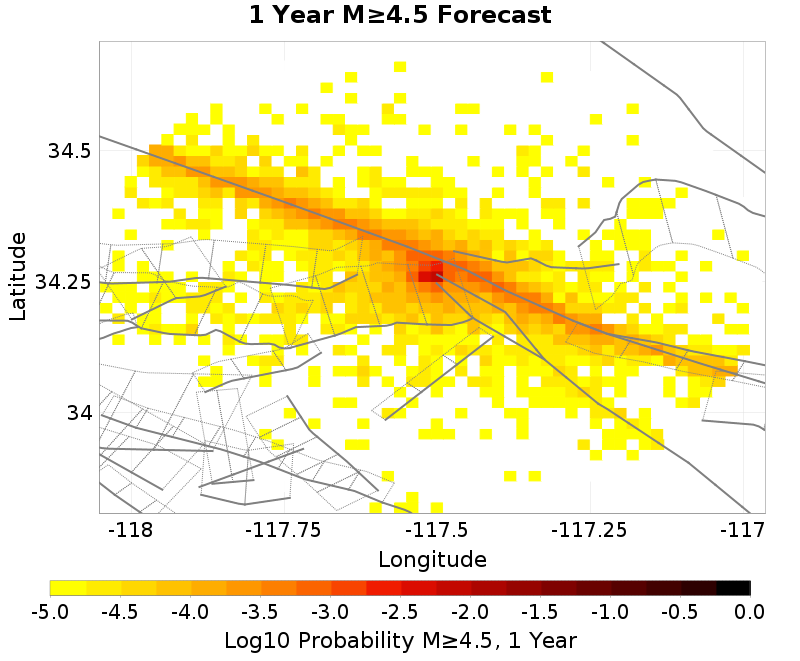 1 Year M≥4.5 Forecast
Latitude
34.5
34.25
34
-118 -117.75 -117.5 -117.25 -117
Longitude
-5.0 -4.5 -4.0 -3.5 -3.0 -2.5 -2.0 -1.5 -1.0 -0.5 0.0
Log10 Probability M≥4.5, 1 Year